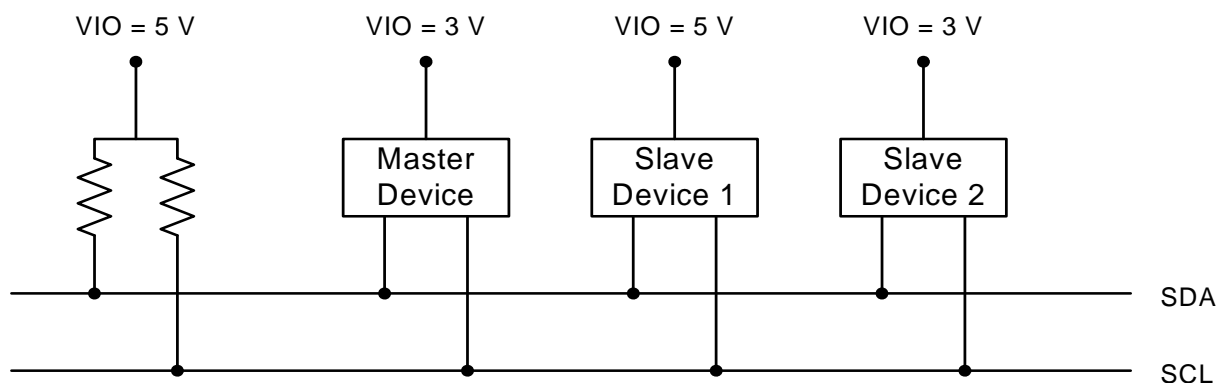 VIO = 5 V
VIO = 3 V
VIO = 5 V
VIO = 3 V
Master
Device
Slave
Device 1
Slave
Device 2
SDA
SCL